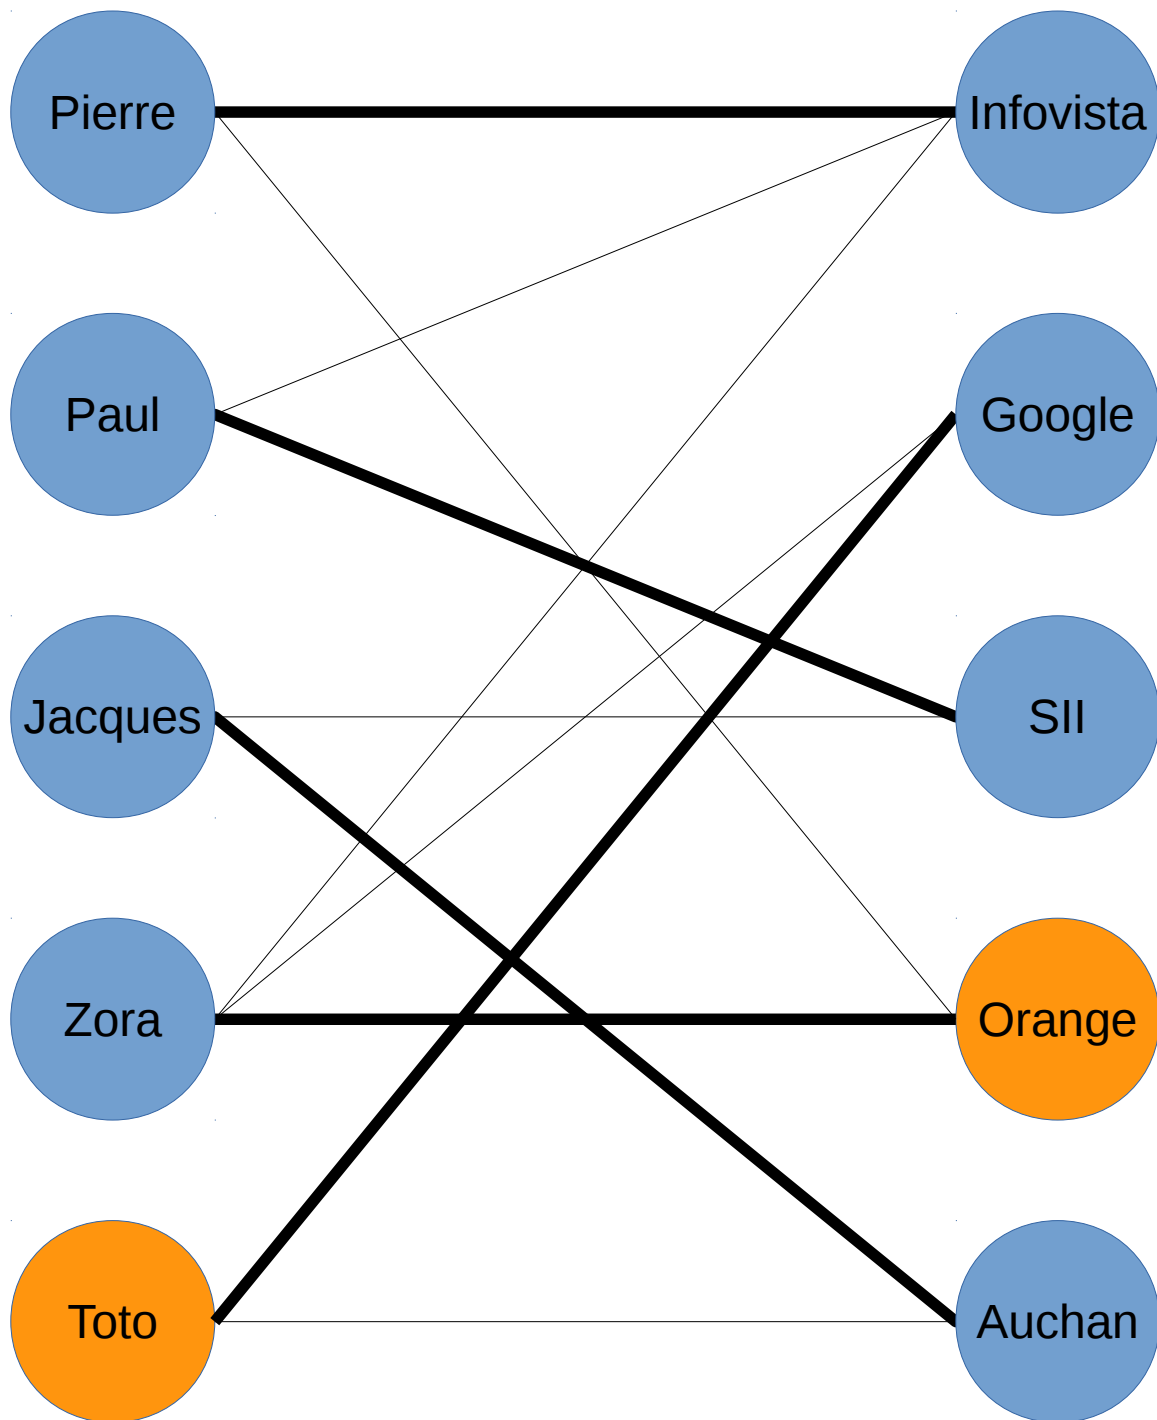 Pierre
Infovista
Paul
Google
Jacques
SII
Zora
Orange
Toto
Auchan